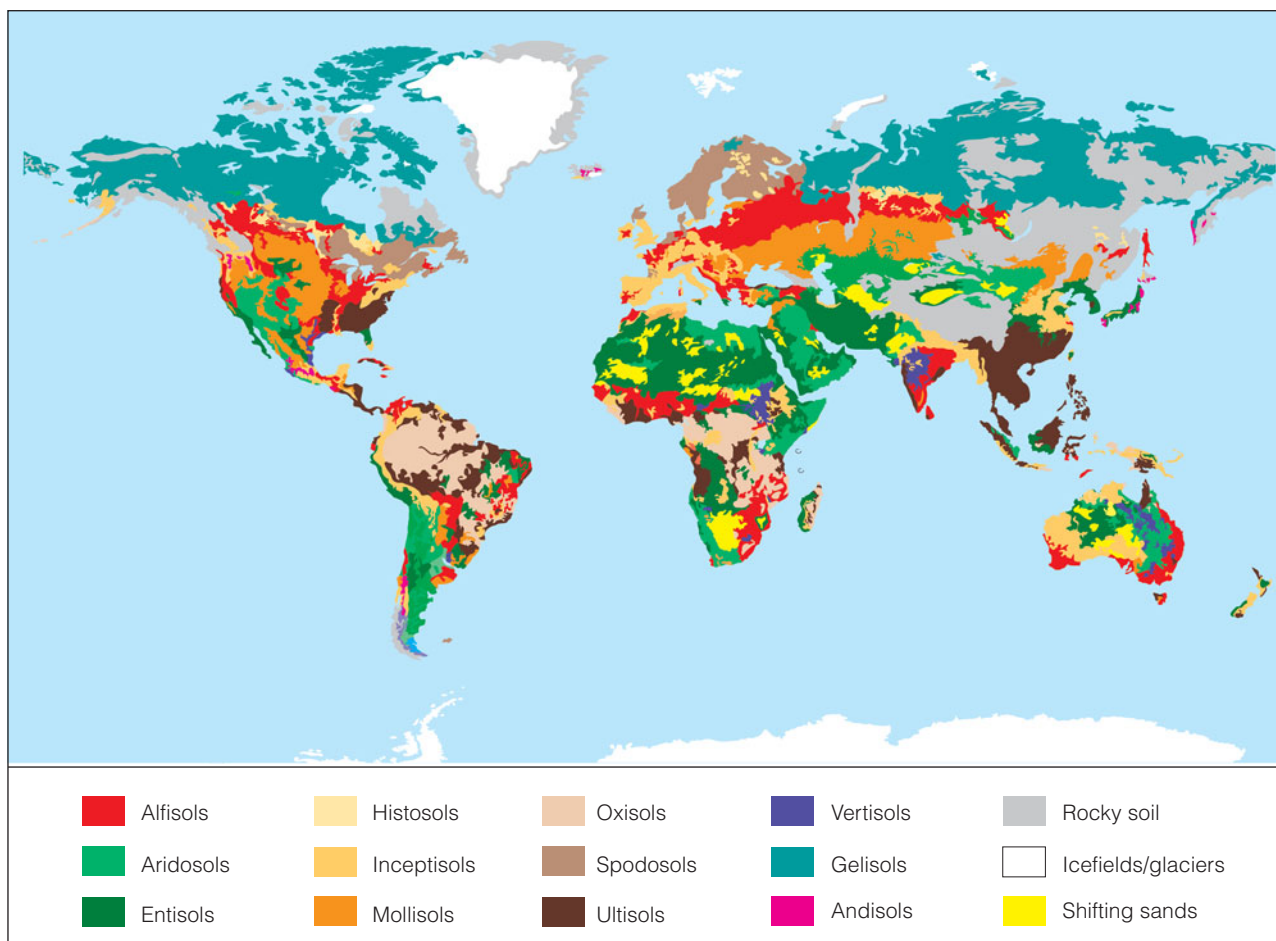 Alfisols
Histosols
Oxisols
Vertisols
Rocky soil
Aridosols
Inceptisols
Spodosols
Gelisols
Icefields/glaciers
Entisols
Mollisols
Ultisols
Andisols
Shifting sands